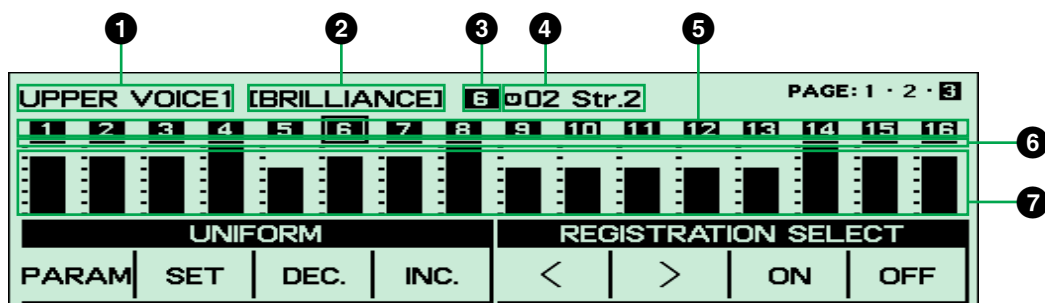 1 2 3 4 5
UPPER VOICE1 [BRILLIANCE] 6 02 Str.2 PAGE: 1 · 2 · 3
1 2 3 4 5 6 7 8 9 10 11 12 13 14 15 16
6
7
UNIFORM REGISTRATION SELECT
PARAM SET DEC. INC. < > ON OFF